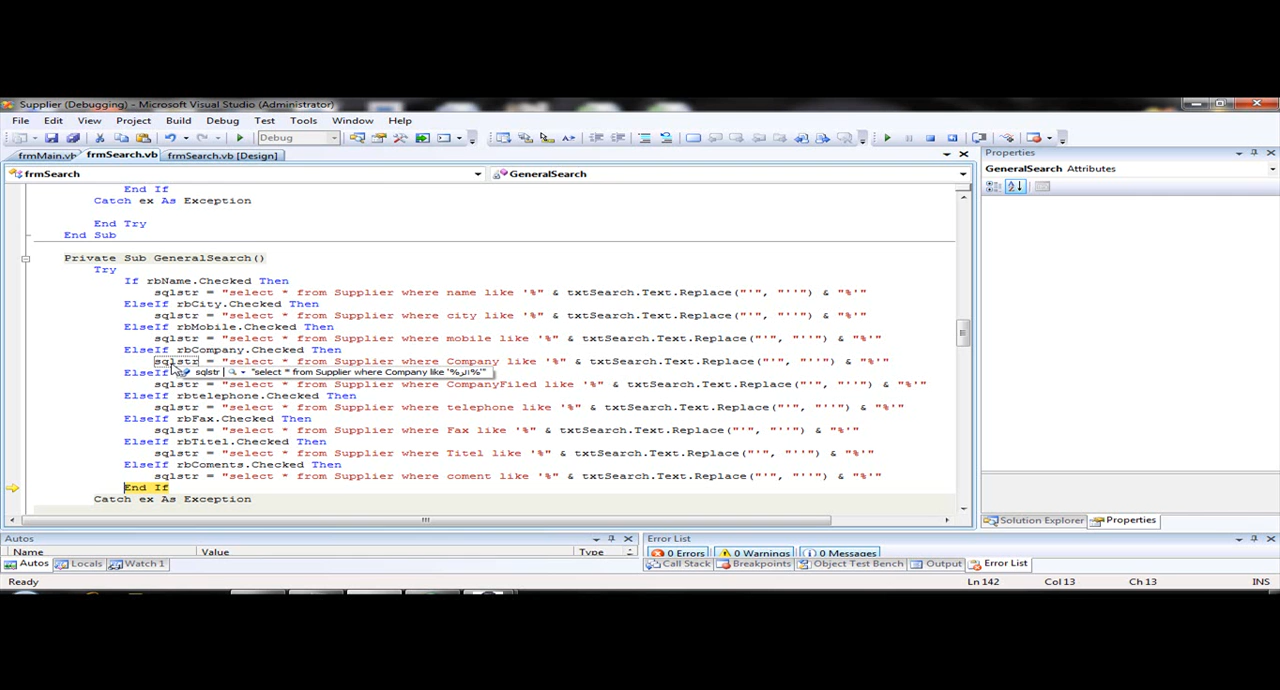 Supplier (Debugging) - Microsoft Visual Studio (Administrator)
File Edit View Project Build Debug Test Tools Window Help
Debug
frmMain.vb frmSearch.vb frmSearch.vb [Design]
Properties
frmSearch GeneralSearch
GeneralSearch Attributes
End If
Catch ex As Exception
End Try
End Sub
Private Sub GeneralSearch()
Try
If rbName.Checked Then
sqlstr = "select * from Supplier where name like '%" & txtSearch.Text.Replace("'", "''") & "%'"
ElseIf rbCity.Checked Then
sqlstr = "select * from Supplier where city like '%" & txtSearch.Text.Replace("'", "''") & "%'"
ElseIf rbMobile.Checked Then
sqlstr = "select * from Supplier where mobile like '%" & txtSearch.Text.Replace("'", "''") & "%'"
ElseIf rbCompany.Checked Then
sqlstr = "select * from Supplier where Company like '%" & txtSearch.Text.Replace("'", "''") & "%'"
ElseIf
sqlstr "select * from Supplier where Company like
sqlstr = "select * from Supplier where CompanyFiled like '%" & txtSearch.Text.Replace("'", "''") & "%'"
ElseIf rbtelephone.Checked Then
sqlstr = "select * from Supplier where telephone like '%" & txtSearch.Text.Replace("'", "''") & "%'"
ElseIf rbFax.Checked Then
sqlstr = "select * from Supplier where Fax like '%" & txtSearch.Text.Replace("'", "''") & "%'"
ElseIf rbTitel.Checked Then
sqlstr = "select * from Supplier where Titel like '%" & txtSearch.Text.Replace("'", "''") & "%'"
ElseIf rbComents.Checked Then
sqlstr = "select * from Supplier where coment like '%" & txtSearch.Text.Replace("'", "''") & "%'"
End If
Catch ex As Exception
Solution Explorer Properties
Autos
Error List
Name Value Type
0 Errors 0 Warnings 0 Messages
Autos Locals Watch 1
Call Stack Breakpoints Object Test Bench Output Error List
Ready
Ln 142 Col 13 Ch 13 INS